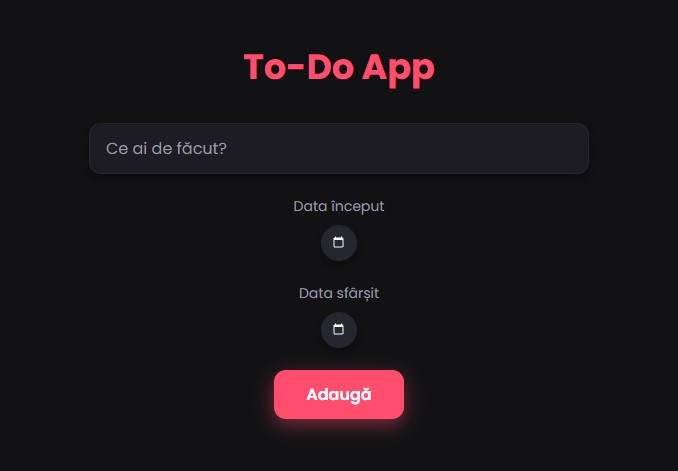 To-Do App
Ce ai de făcut?
Data început
Data sfârșit
Adaugă